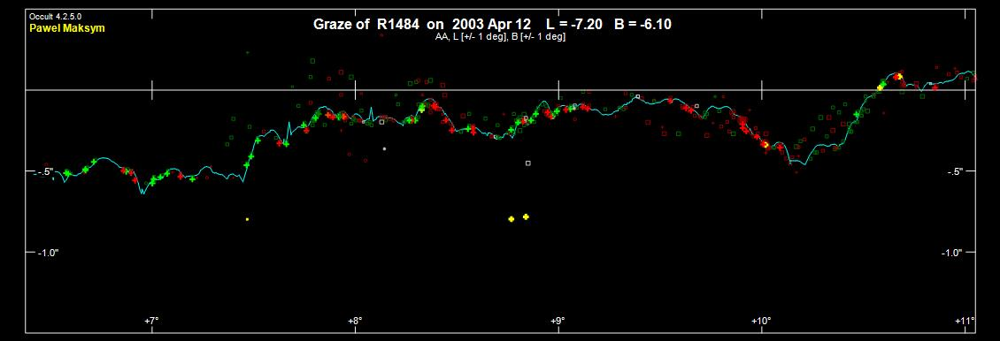 Occult 4.2.5.0
Pawel Maksym
Graze of R1484 on 2003 Apr 12 L = -7.20 B = -6.10
AA, L [+/- 1 deg], B [+/- 1 deg]
-.5" -.5"
-1.0" -1.0"
+7° +8° +9° +10° +11°